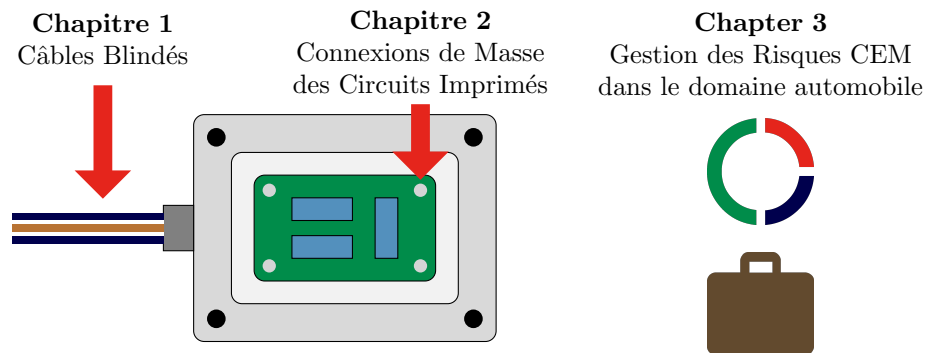 Chapitre 1
Câbles Blindés
Chapitre 2
Connexions de Masse
des Circuits Imprimés
Chapter 3
Gestion des Risques CEM
dans le domaine automobile